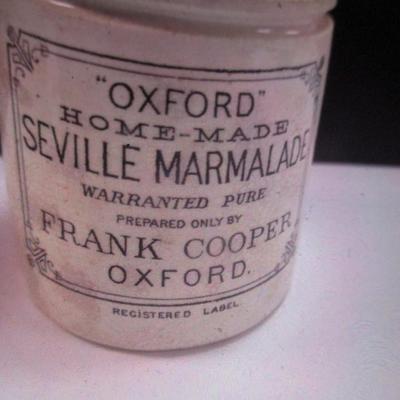 "OXFORD"
HOME-MADE
SEVILLE MARMALADE
WARRANTED PURE
PREPARED ONLY BY
FRANK COOPER,
OXFORD.
REGISTERED LABEL.